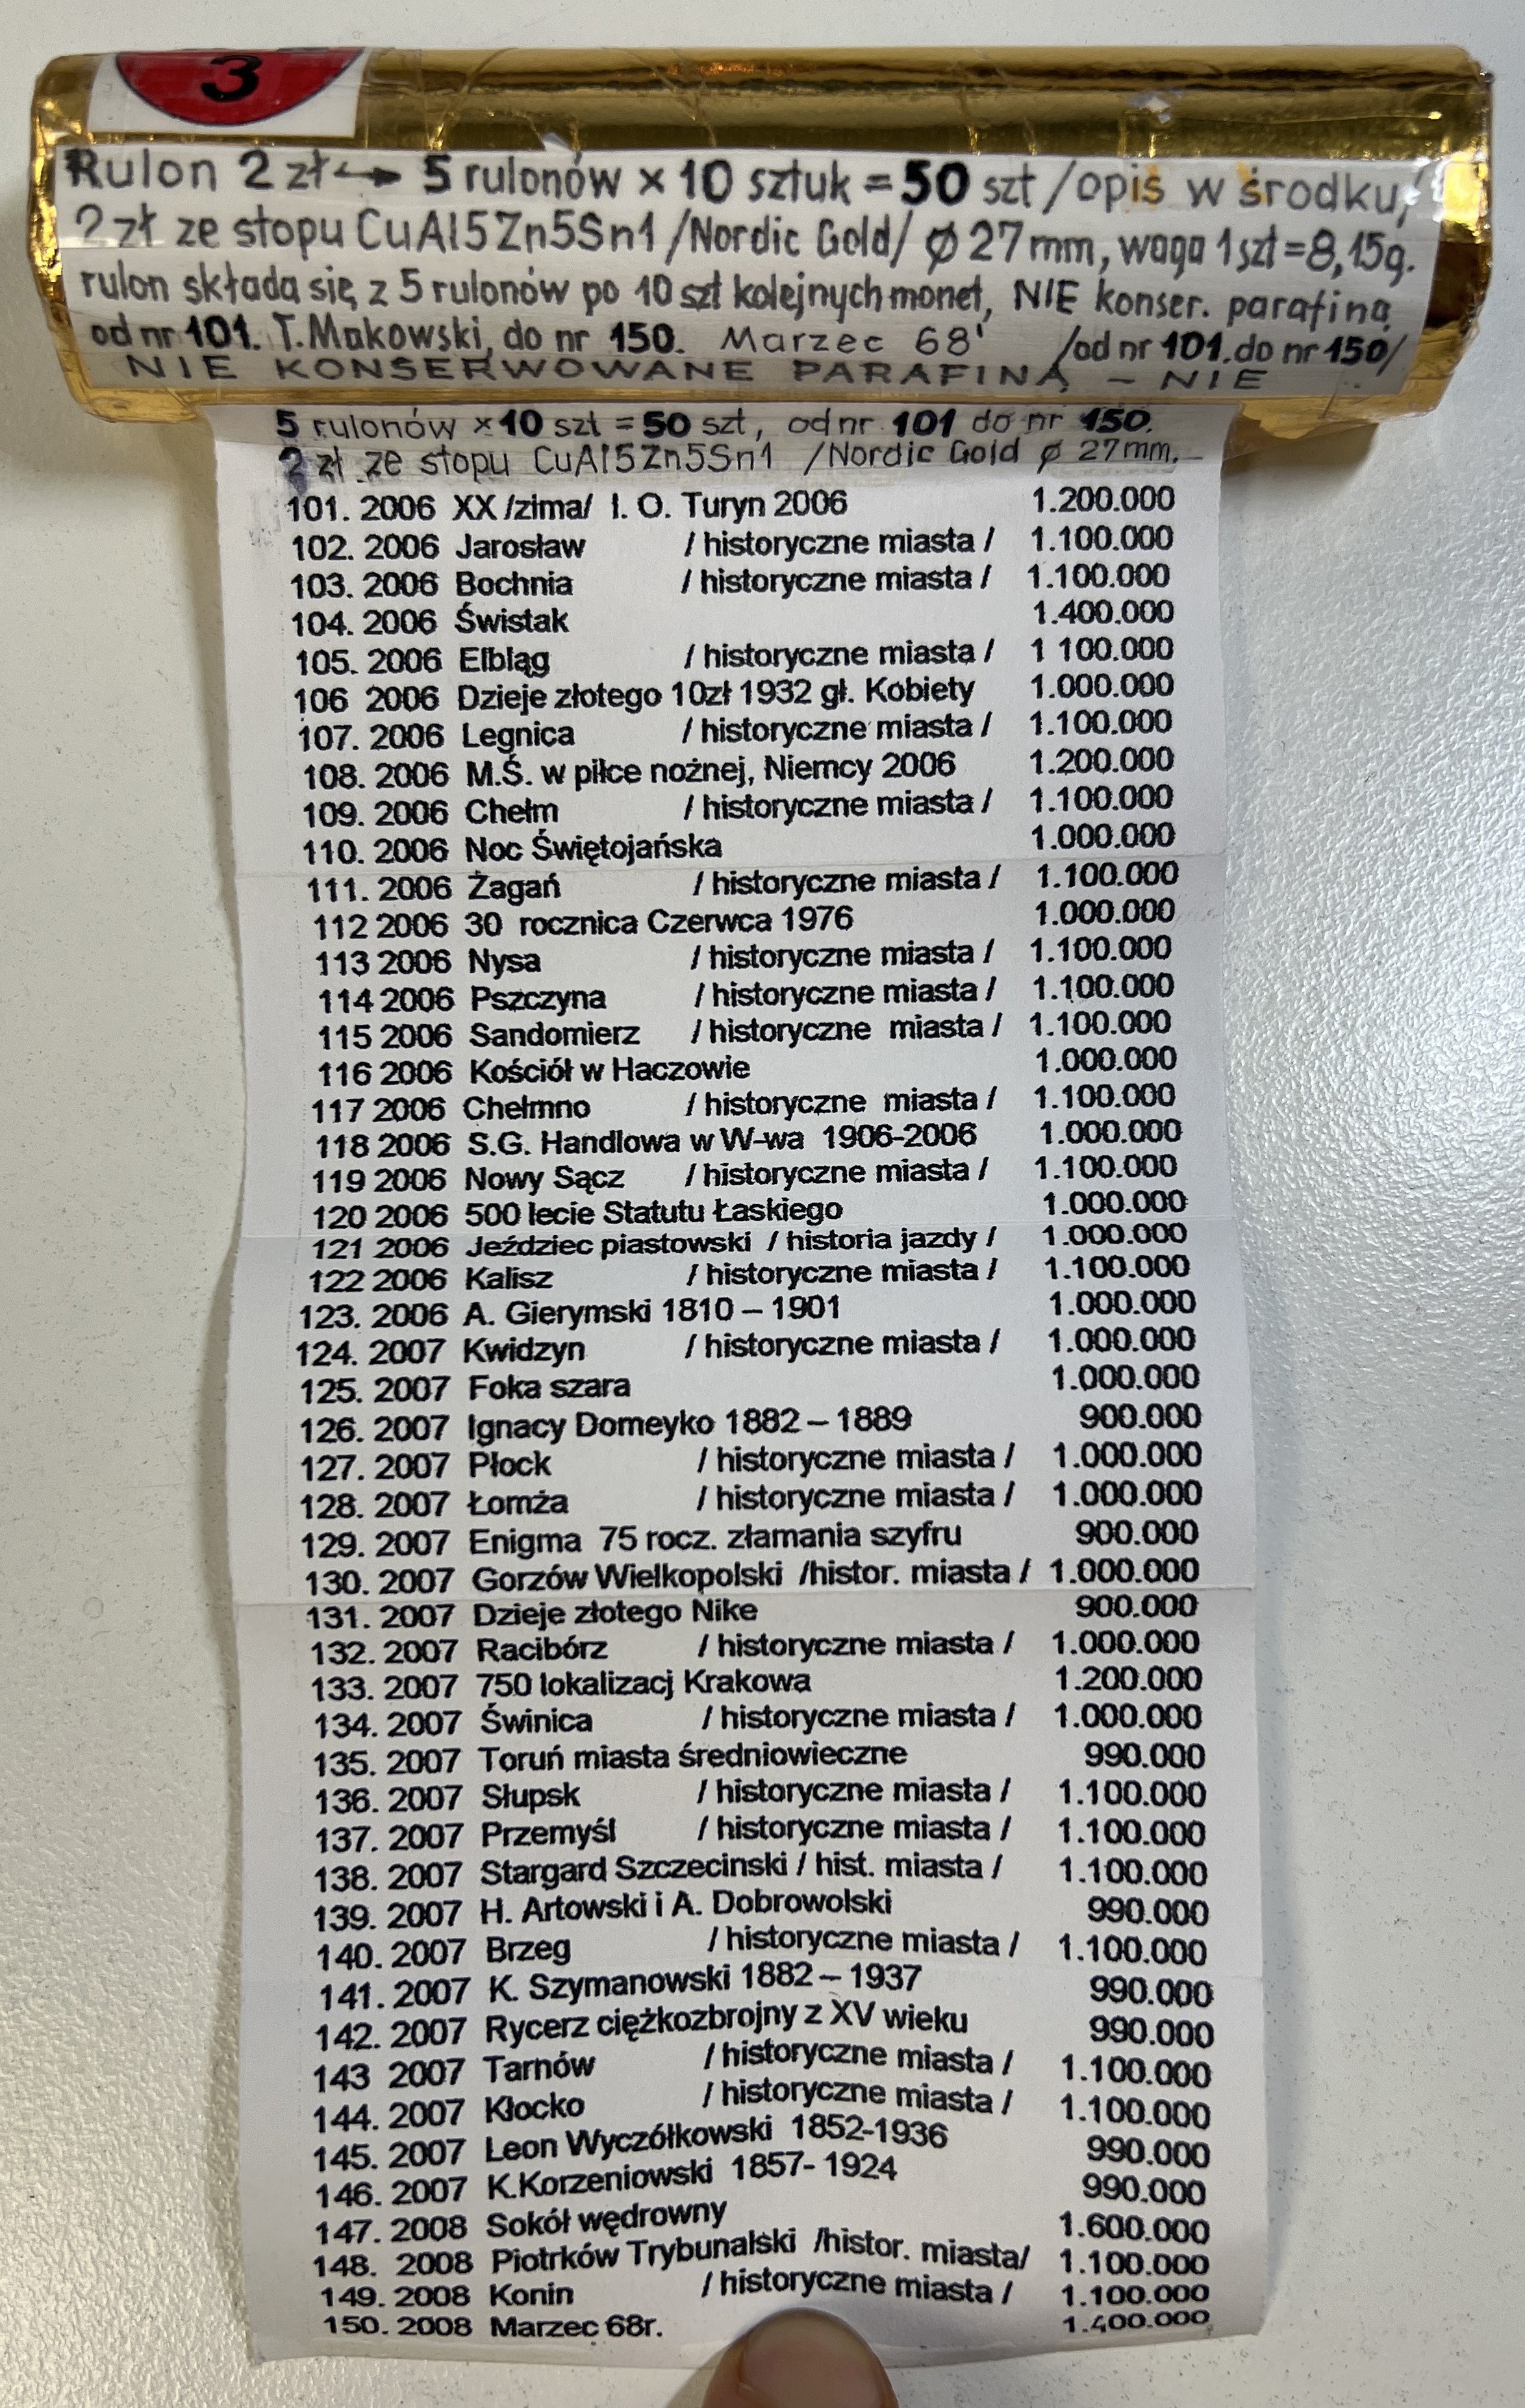 3
Rulon 2 zł ↔ 5 rulonów x 10 sztuk = 50 szt /opis w środku/
2 zł ze stopu CuAl5Zn5Sn1 /Nordic Gold/ ø 27 mm, waga 1 szt = 8,15g.
rulon składa się z 5 rulonów po 10 szt kolejnych monet, NIE konser. parafiną
od nr 101. T. Makowski, do nr 150. Marzec 68' /od nr 101. do nr 150/
NIE KONSERWOWANE PARAFINĄ – NIE
5 rulonów x 10 szt = 50 szt, od nr 101 do nr 150.
2 zł ze stopu CuAl5Zn5Sn1 /Nordic Gold ø 27mm.
101. 2006 XX /zima/ I. O. Turyn 2006 1.200.000
102. 2006 Jarosław / historyczne miasta / 1.100.000
103. 2006 Bochnia / historyczne miasta / 1.100.000
104. 2006 Świstak 1.400.000
105. 2006 Elbląg / historyczne miasta / 1 100.000
106 2006 Dzieje złotego 10zł 1932 gł. Kobiety 1.000.000
107. 2006 Legnica / historyczne miasta / 1.100.000
108. 2006 M.Ś. w piłce nożnej, Niemcy 2006 1.200.000
109. 2006 Chełm / historyczne miasta / 1.100.000
110. 2006 Noc Świętojańska 1.000.000
111. 2006 Żagań / historyczne miasta / 1.100.000
112 2006 30 rocznica Czerwca 1976 1.000.000
113 2006 Nysa / historyczne miasta / 1.100.000
114 2006 Pszczyna / historyczne miasta / 1.100.000
115 2006 Sandomierz / historyczne miasta / 1.100.000
116 2006 Kościół w Haczowie 1.000.000
117 2006 Chełmno / historyczne miasta / 1.100.000
118 2006 S.G. Handlowa w W-wa 1906-2006 1.000.000
119 2006 Nowy Sącz / historyczne miasta / 1.100.000
120 2006 500 lecie Statutu Łaskiego 1.000.000
121 2006 Jeździec piastowski / historia jazdy / 1.000.000
122 2006 Kalisz / historyczne miasta / 1.100.000
123. 2006 A. Gierymski 1810 – 1901 1.000.000
124. 2007 Kwidzyn / historyczne miasta / 1.000.000
125. 2007 Foka szara 1.000.000
126. 2007 Ignacy Domeyko 1882 – 1889 900.000
127. 2007 Płock / historyczne miasta / 1.000.000
128. 2007 Łomża / historyczne miasta / 1.000.000
129. 2007 Enigma 75 rocz. złamania szyfru 900.000
130. 2007 Gorzów Wielkopolski /histor. miasta / 1.000.000
131. 2007 Dzieje złotego Nike 900.000
132. 2007 Racibórz / historyczne miasta / 1.000.000
133. 2007 750 lokalizacj Krakowa 1.200.000
134. 2007 Świnica / historyczne miasta / 1.000.000
135. 2007 Toruń miasta średniowieczne 990.000
136. 2007 Słupsk / historyczne miasta / 1.100.000
137. 2007 Przemyśl / historyczne miasta / 1.100.000
138. 2007 Stargard Szczecinski / hist. miasta / 1.100.000
139. 2007 H. Artowski i A. Dobrowolski 990.000
140. 2007 Brzeg / historyczne miasta / 1.100.000
141. 2007 K. Szymanowski 1882 – 1937 990.000
142. 2007 Rycerz ciężkozbrojny z XV wieku 990.000
143 2007 Tarnów / historyczne miasta / 1.100.000
144. 2007 Kłocko / historyczne miasta / 1.100.000
145. 2007 Leon Wyczółkowski 1852-1936 990.000
146. 2007 K.Korzeniowski 1857- 1924 990.000
147. 2008 Sokół wędrowny 1.600.000
148. 2008 Piotrków Trybunalski /histor. miasta/ 1.100.000
149. 2008 Konin / historyczne miasta / 1.100.000
150. 2008 Marzec 68r. 1.400.000